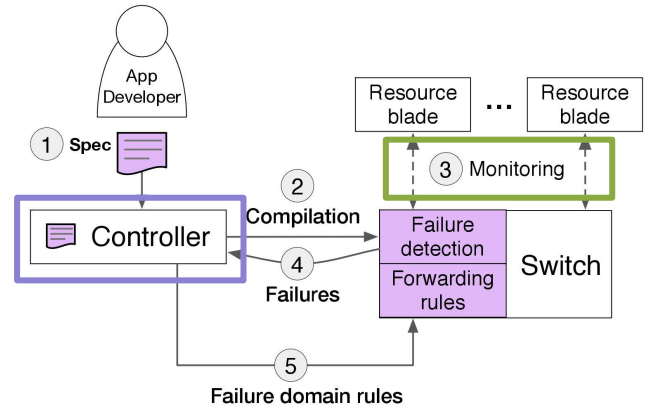 App
Developer
1 Spec
Resource
blade
...
Resource
blade
3 Monitoring
2
Compilation
Controller
Failure
detection
Switch
4
Failures
Forwarding
rules
5
Failure domain rules